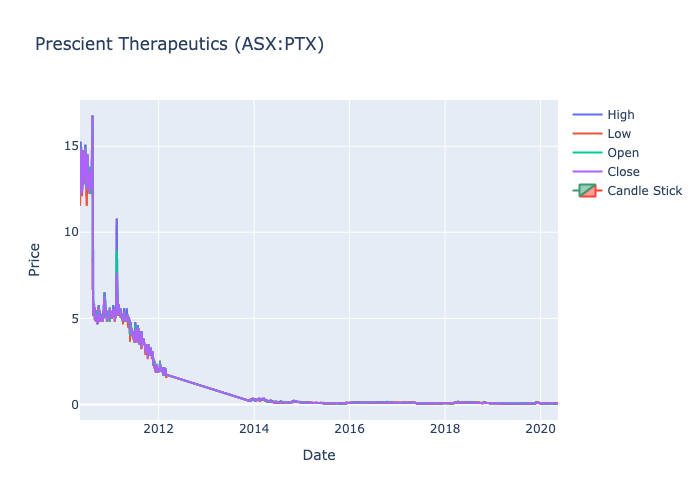 Prescient Therapeutics (ASX:PTX)
High
Low
Open
Close
Candle Stick
Price
15
10
5
0
2012
2014
2016
2018
2020
Date